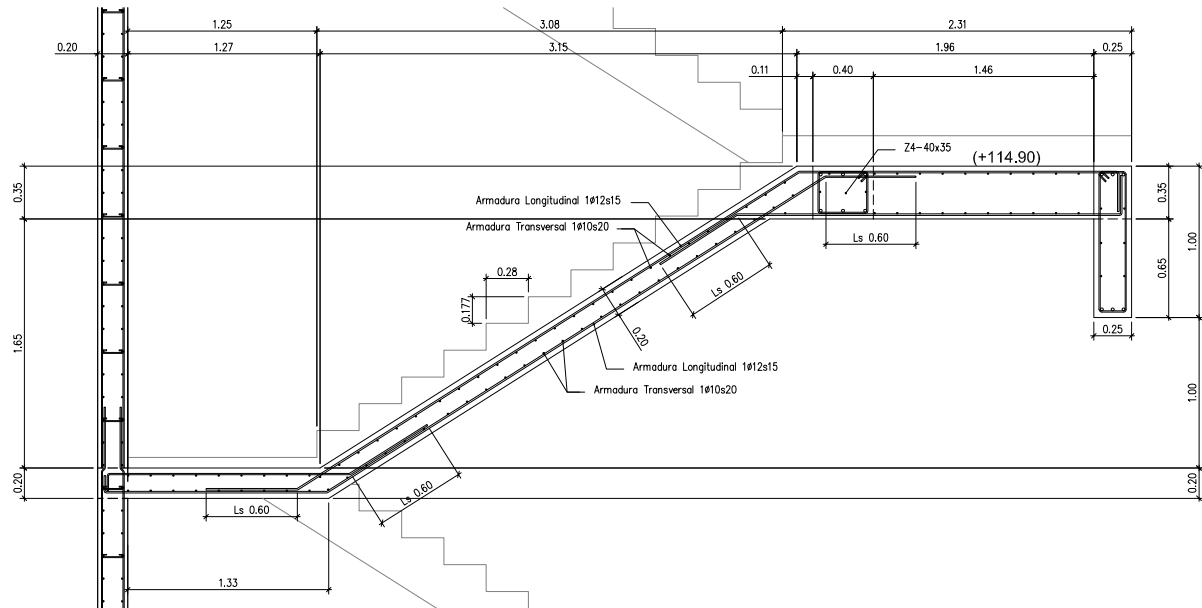 1.25
3.08
2.31
0.20
1.27
3.15
1.96
0.25
0.11
0.40
1.46
Z4-40x35
(+114.90)
0.35
0.35
1.00
Armadura Longitudinal 1Ø12s15
Armadura Transversal 1Ø10s20
Ls 0.60
0.28
Ls 0.60
0.65
0.177
0.20
0.25
1.65
Armadura Longitudinal 1Ø12s15
Armadura Transversal 1Ø10s20
1.00
0.20
Ls 0.60
Ls 0.60
0.20
1.33